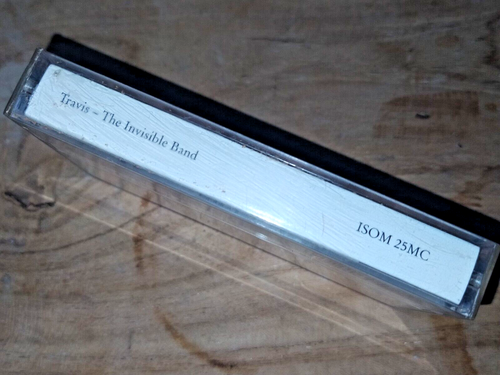 Travis – The Invisible Band
ISOM 25MC